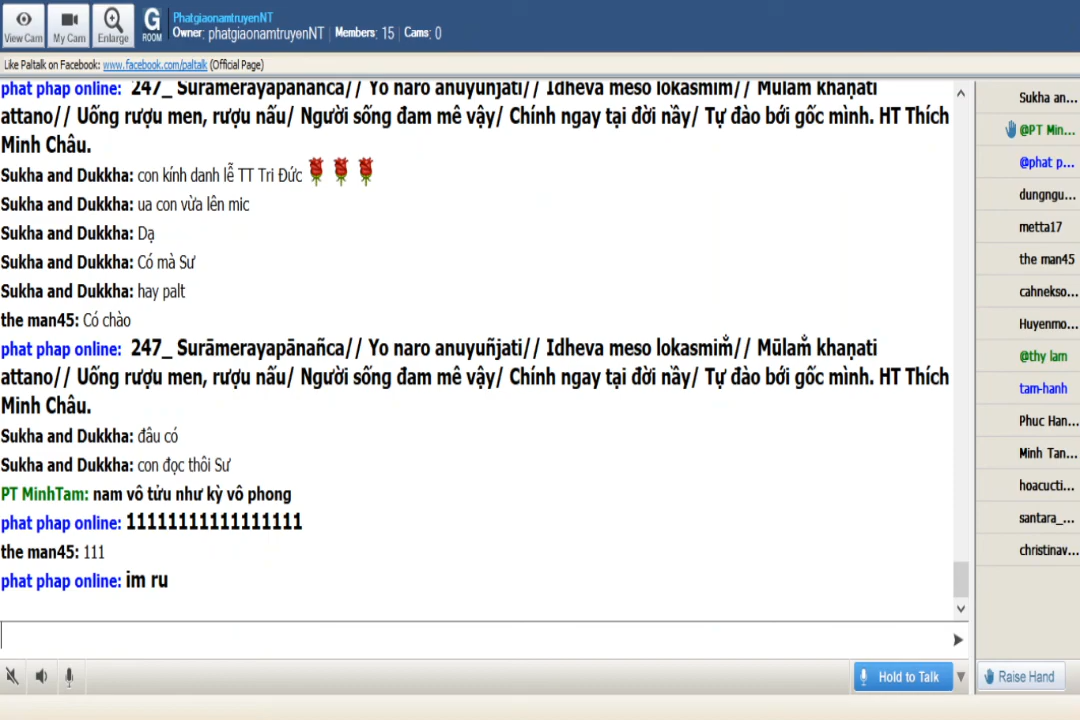 View Cam My Cam Enlarge G ROOM PhatgiaonamtruyenNT
Owner: phatgiaonamtruyenNT | Members: 15 | Cams: 0
Like Paltalk on Facebook: www.facebook.com/paltalk (Official Page)
phat phap online: 247_ Surāmerayapānañca// Yo naro anuyuñjati// Idheva meso lokasmiṁ// Mūlaṁ khaṇati
attano// Uống rượu men, rượu nấu/ Người sống đam mê vậy/ Chính ngay tại đời nầy/ Tự đào bới gốc mình. HT Thích
Minh Châu.
Sukha and Dukkha: con kính danh lễ TT Tri Đức
Sukha and Dukkha: ua con vừa lên mic
Sukha and Dukkha: Dạ
Sukha and Dukkha: Có mà Sư
Sukha and Dukkha: hay palt
the man45: Có chào
phat phap online: 247_ Surāmerayapānañca// Yo naro anuyuñjati// Idheva meso lokasmiṁ// Mūlaṁ khaṇati
attano// Uống rượu men, rượu nấu/ Người sống đam mê vậy/ Chính ngay tại đời nầy/ Tự đào bới gốc mình. HT Thích
Minh Châu.
Sukha and Dukkha: đâu có
Sukha and Dukkha: con đọc thôi Sư
PT MinhTam: nam vô tửu như kỳ vô phong
phat phap online: 11111111111111111
the man45: 111
phat phap online: im ru
Sukha an...
@PT Min...
@phat p...
dungngu...
metta17
the man45
cahnekso...
Huyenmo...
@thy lam
tam-hanh
Phuc Han...
Minh Tan...
hoacucti...
santara_...
christinav...
Hold to Talk
Raise Hand